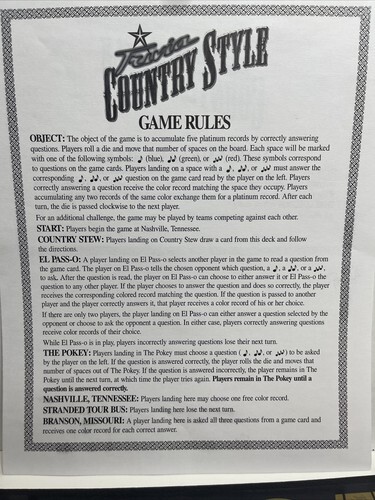 Trivia
COUNTRY STYLE
GAME RULES
OBJECT: The object of the game is to accumulate five platinum records by correctly answering
questions. Players roll a die and move that number of spaces on the board. Each space will be marked
with one of the following symbols: ♪ (blue), ♫ (green), or ♪♫ (red). These symbols correspond
to questions on the game cards. Players landing on a space with a ♪, ♫, or ♪♫ must answer the
corresponding ♪, ♫, or ♪♫ question on the game card read by the player on the left. Players
correctly answering a question receive the color record matching the space they occupy. Players
accumulating any two records of the same color exchange them for a platinum record. After each
turn, the die is passed clockwise to the next player.
For an additional challenge, the game may be played by teams competing against each other.
START: Players begin the game at Nashville, Tennessee.
COUNTRY STEW: Players landing on Country Stew draw a card from this deck and follow
the directions.
EL PASS-O: A player landing on El Pass-o selects another player in the game to read a question from
the game card. The player on El Pass-o tells the chosen opponent which question, a ♪, a ♫, or a ♪♫,
to ask. After the question is read, the player on El Pass-o can choose to either answer it or El Pass-o the
question to any other player. If the player chooses to answer the question and does so correctly, the player
receives the corresponding colored record matching the question. If the question is passed to another
player and the player correctly answers it, that player receives a color record of his or her choice.
If there are only two players, the player landing on El Pass-o can either answer a question selected by the
opponent or choose to ask the opponent a question. In either case, players correctly answering questions
receive color records of their choice.
While El Pass-o is in play, players incorrectly answering questions lose their next turn.
THE POKEY: Players landing in The Pokey must choose a question (♪, ♫, or ♪♫) to be asked
by the player on the left. If the question is answered correctly, the player rolls the die and moves that
number of spaces out of The Pokey. If the question is answered incorrectly, the player remains in The
Pokey until the next turn, at which time the player tries again. Players remain in The Pokey until a
question is answered correctly.
NASHVILLE, TENNESSEE: Players landing here may choose one free color record.
STRANDED TOUR BUS: Players landing here lose the next turn.
BRANSON, MISSOURI: A player landing here is asked all three questions from a game card and
receives one color record for each correct answer.